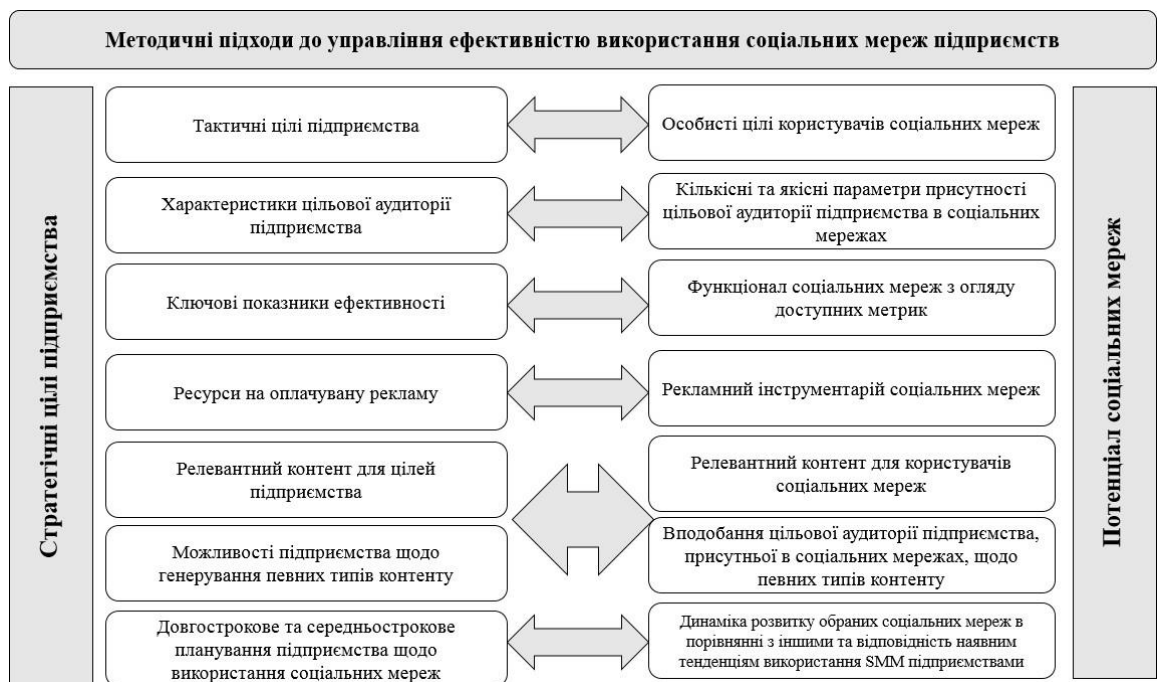 Методичні підходи до управління ефективністю використання соціальних мереж підприємств
Стратегічні цілі підприємства
Тактичні цілі підприємства
Особисті цілі користувачів соціальних мереж
Характеристики цільової аудиторії
підприємства
Кількісні та якісні параметри присутності
цільової аудиторії підприємства в соціальних
мережах
Ключові показники ефективності
Функціонал соціальних мереж з огляду
доступних метрик
Ресурси на оплачувану рекламу
Рекламний інструментарій соціальних мереж
Релевантний контент для цілей
підприємства
Релевантний контент для користувачів
соціальних мереж
Можливості підприємства щодо
генерування певних типів контенту
Вподобання цільової аудиторії підприємства,
присутньої в соціальних мережах, щодо
певних типів контенту
Довгострокове та середньострокове
планування підприємства щодо
використання соціальних мереж
Динаміка розвитку обраних соціальних мереж в
порівнянні з іншими та відповідність наявним
тенденціям використання SMM підприємствами
Потенціал соціальних мереж